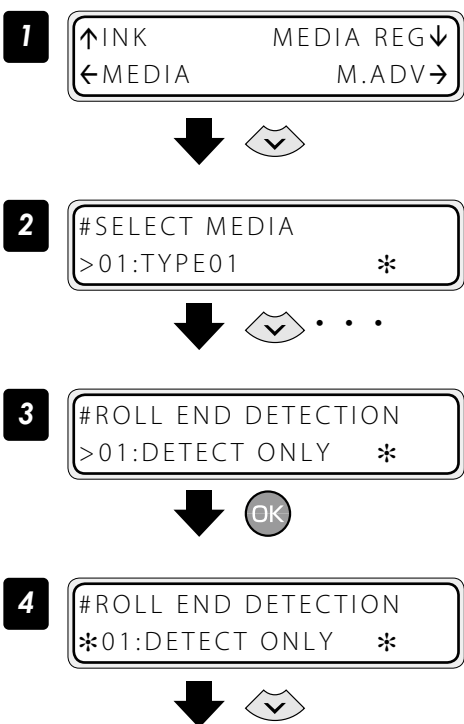 1
↑INK MEDIA REG↓
←MEDIA M.ADV→
2
#SELECT MEDIA
>01:TYPE01 *
· · ·
3
#ROLL END DETECTION
>01:DETECT ONLY *
OK
4
#ROLL END DETECTION
*01:DETECT ONLY *